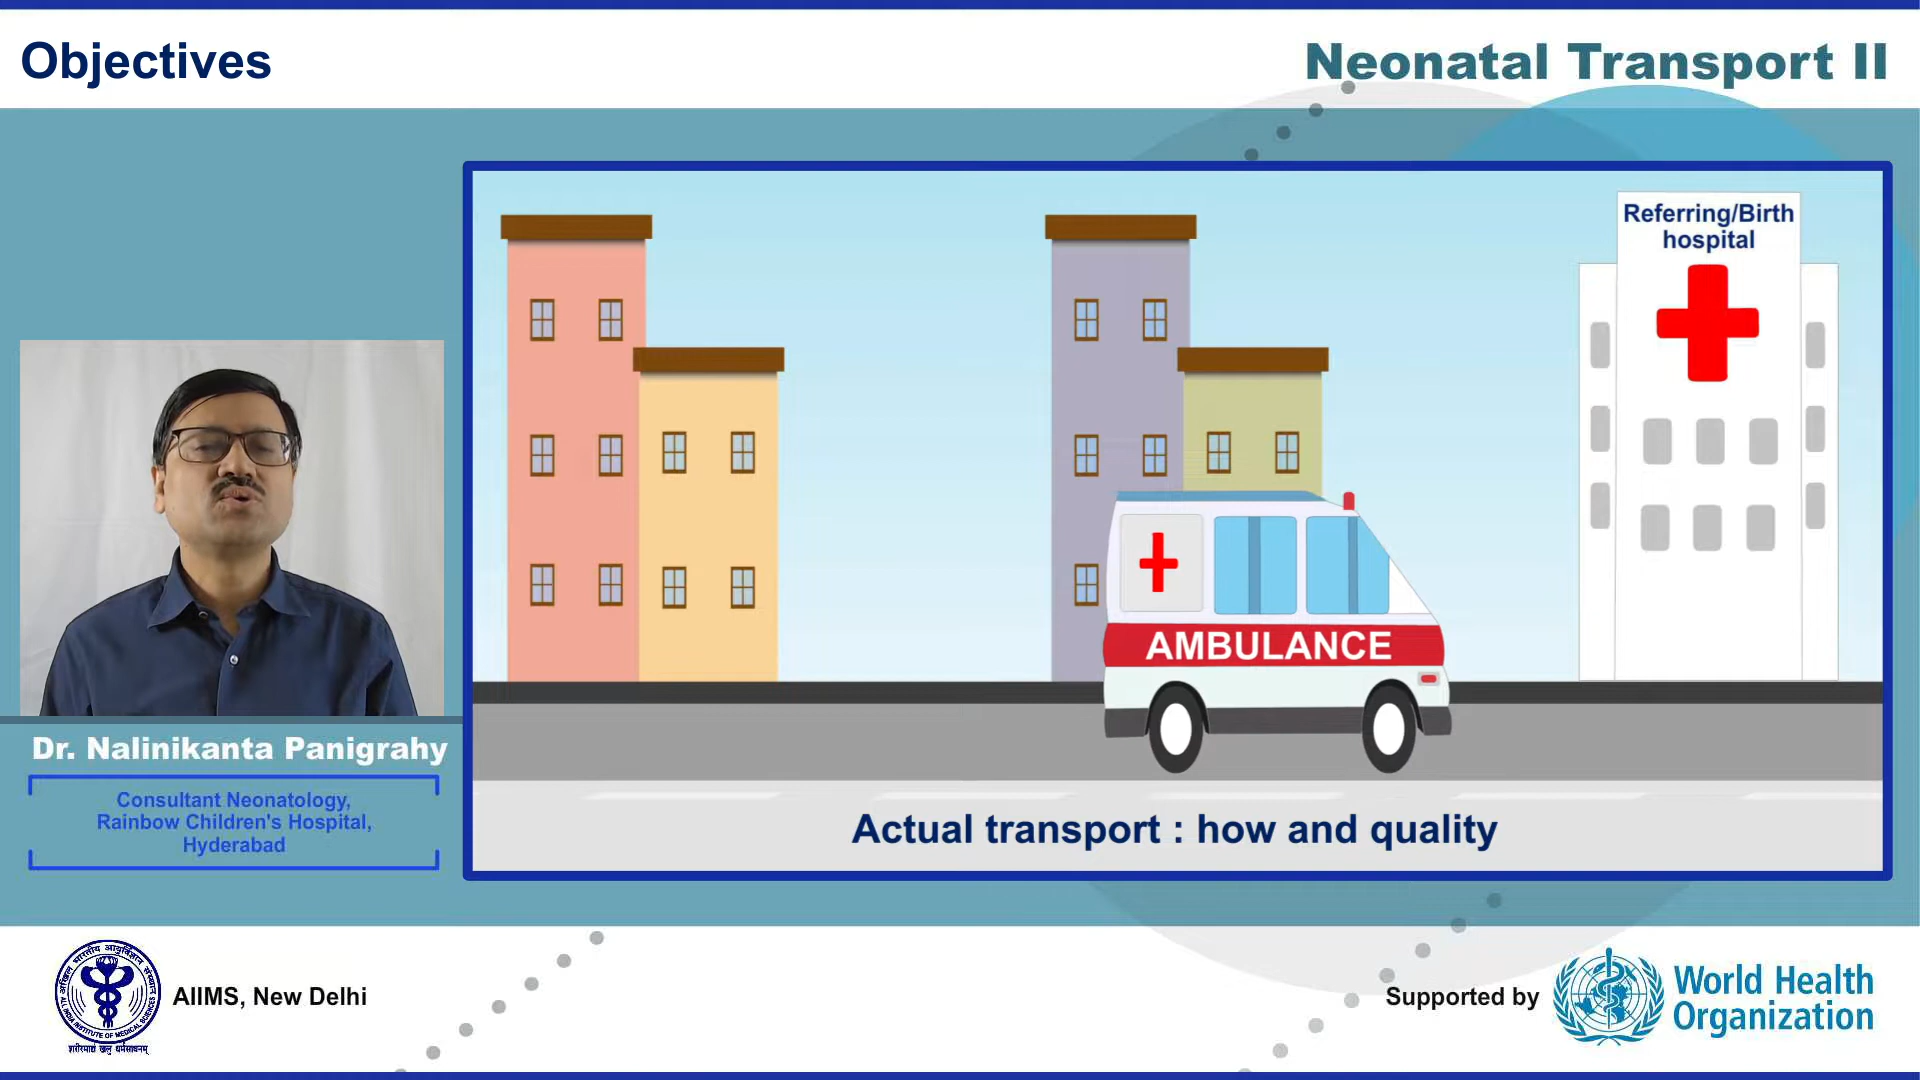 Objectives
Neonatal Transport II
Referring/Birth
hospital
AMBULANCE
Actual transport : how and quality
Dr. Nalinikanta Panigrahy
Consultant Neonatology,
Rainbow Children's Hospital,
Hyderabad
AIIMS, New Delhi
Supported by
World Health
Organization